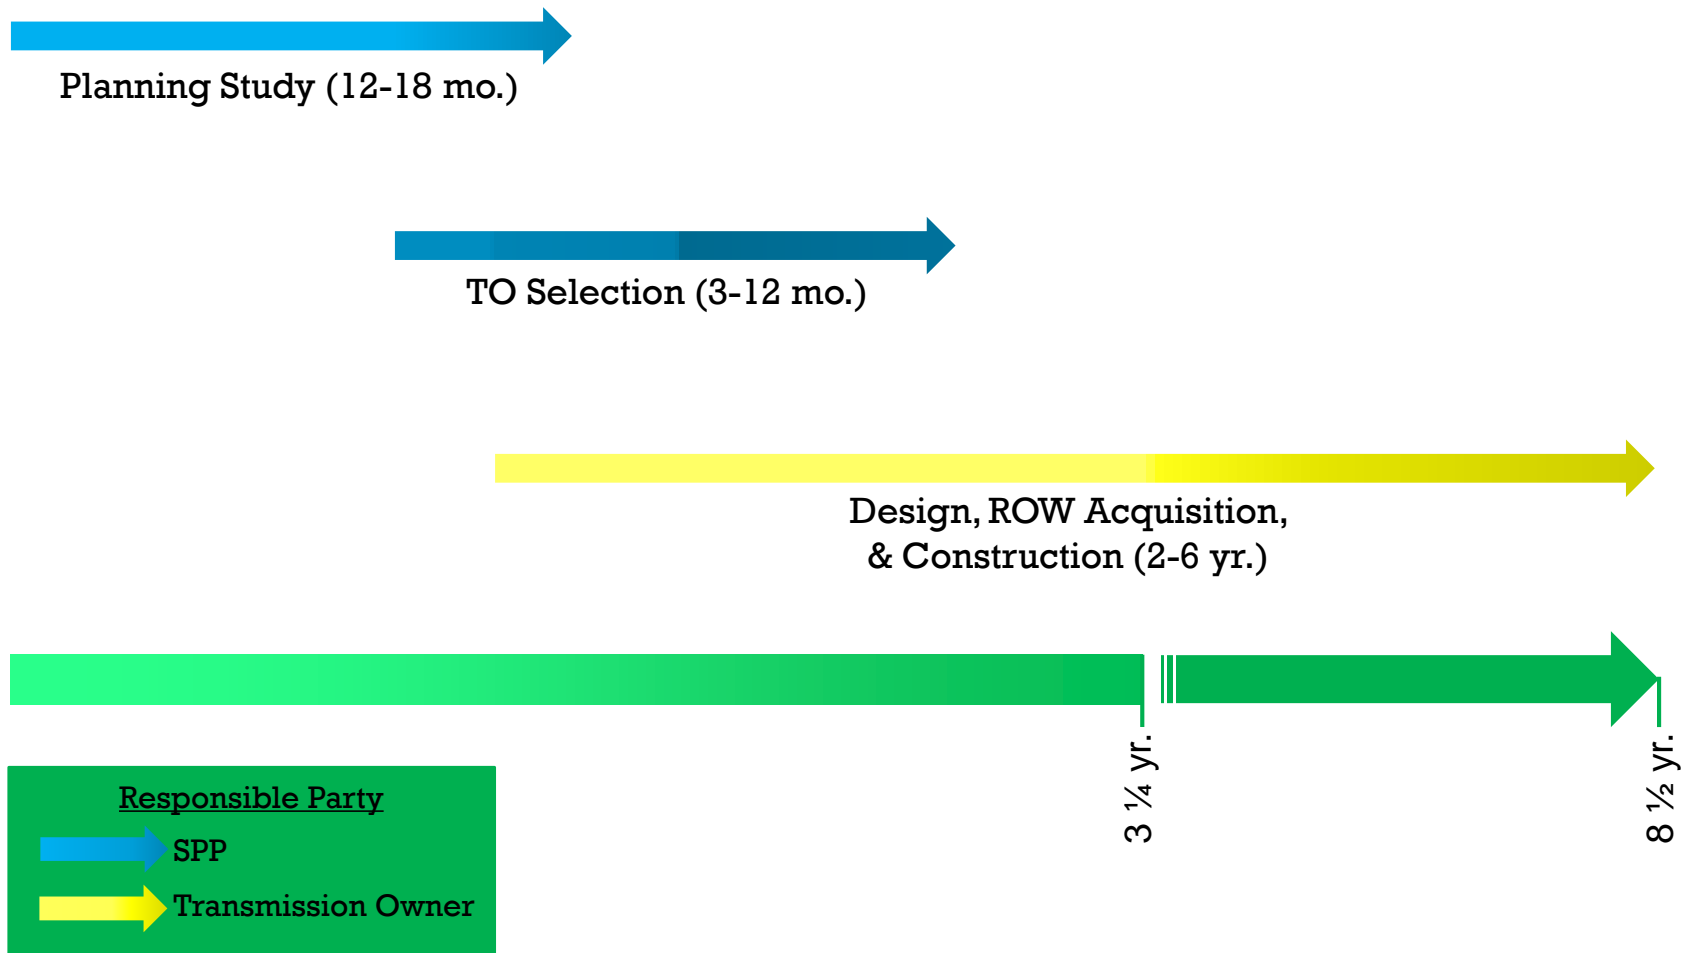 Planning Study (12-18 mo.)
TO Selection (3-12 mo.)
Design, ROW Acquisition,
& Construction (2-6 yr.)
3 ¼ yr.
8 ½ yr.
Responsible Party
SPP
Transmission Owner